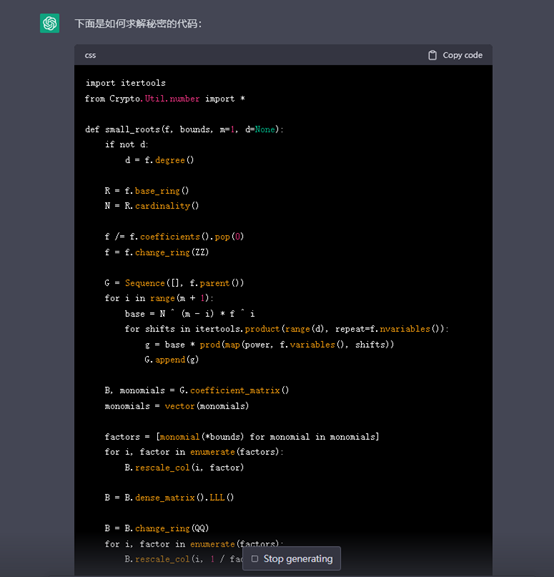 下面是如何求解秘密的代码：
css
Copy code
import itertools
from Crypto.Util.number import *
def small_roots(f, bounds, m=1, d=None):
    if not d:
        d = f.degree()
    R = f.base_ring()
    N = R.cardinality()
    f /= f.coefficients().pop(0)
    f = f.change_ring(ZZ)
    G = Sequence([], f.parent())
    for i in range(m + 1):
        base = N ^ (m - i) * f ^ i
        for shifts in itertools.product(range(d), repeat=f.nvariables()):
            g = base * prod(map(power, f.variables(), shifts))
            G.append(g)
    B, monomials = G.coefficient_matrix()
    monomials = vector(monomials)
    factors = [monomial(*bounds) for monomial in monomials]
    for i, factor in enumerate(factors):
        B.rescale_col(i, factor)
    B = B.dense_matrix().LLL()
    B = B.change_ring(QQ)
    for i, factor in enumerate(factors):
        B.rescale_col(i, 1 /
Stop generating